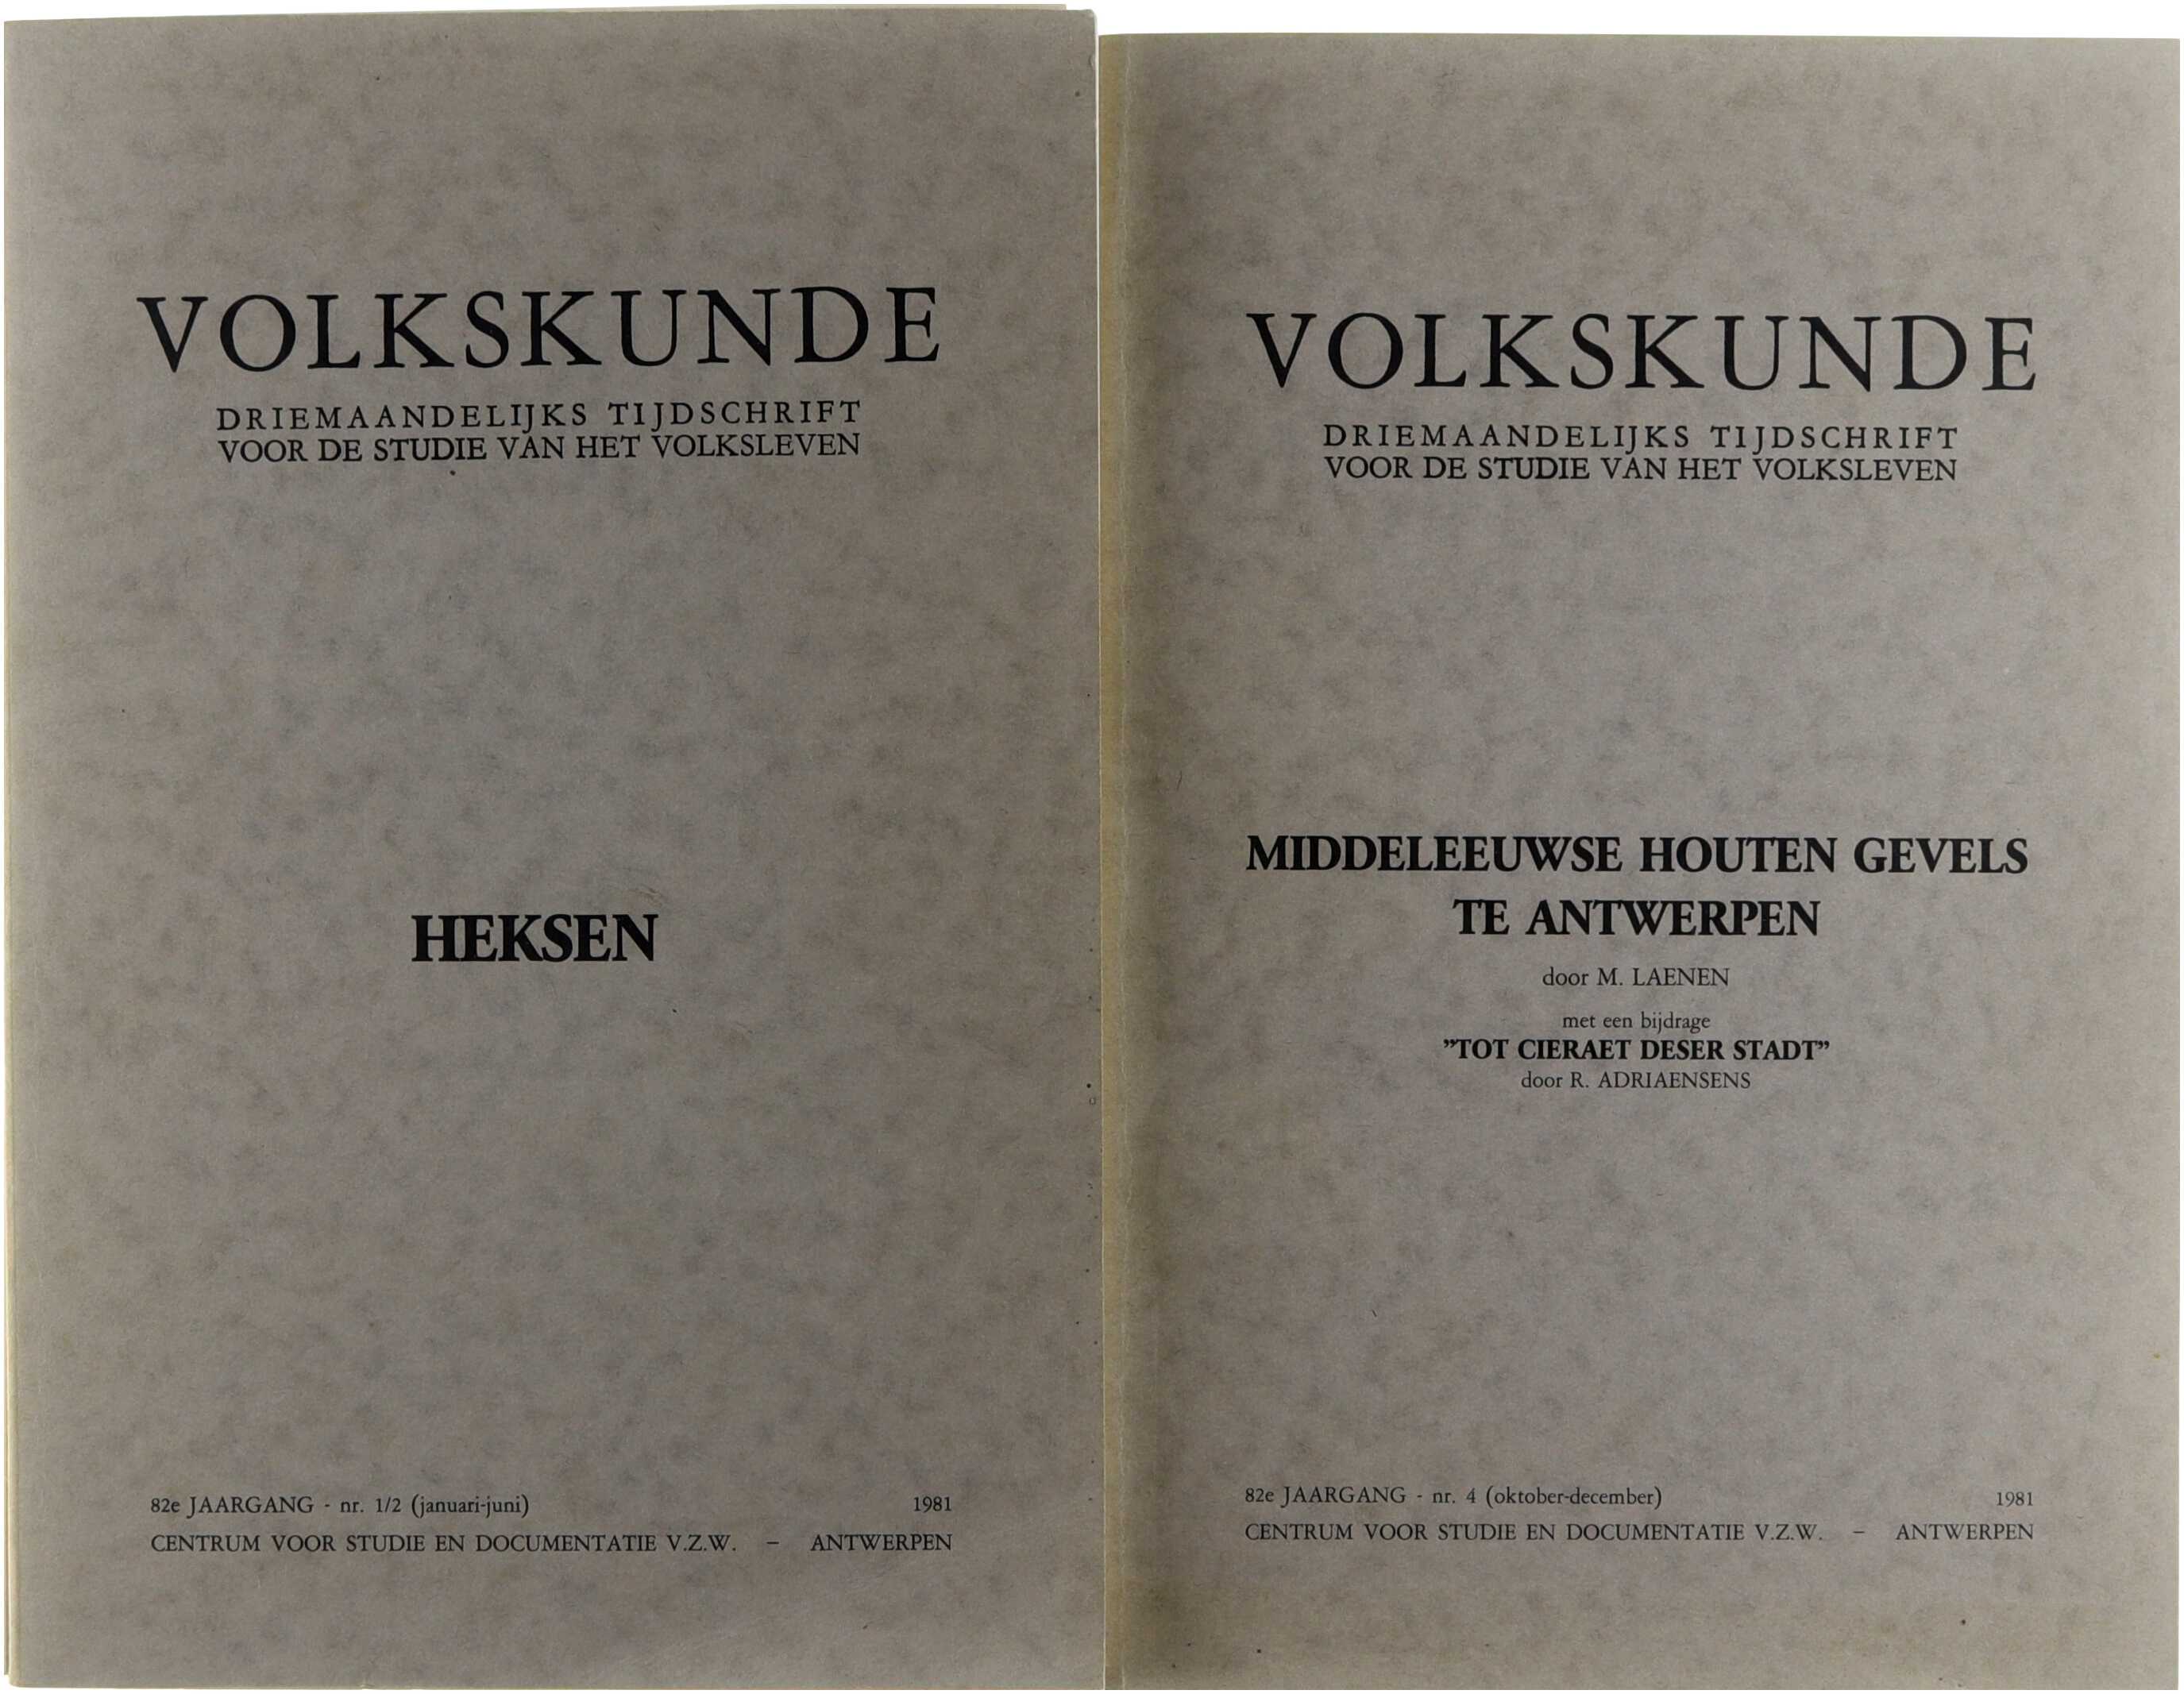 VOLKSKUNDE
DRIEMAANDELIJKS TIJDSCHRIFT
VOOR DE STUDIE VAN HET VOLKSLEVEN
HEKSEN
82e JAARGANG - nr. 1/2 (januari-juni) 1981
CENTRUM VOOR STUDIE EN DOCUMENTATIE V.Z.W. – ANTWERPEN
VOLKSKUNDE
DRIEMAANDELIJKS TIJDSCHRIFT
VOOR DE STUDIE VAN HET VOLKSLEVEN
MIDDELEEUWSE HOUTEN GEVELS
TE ANTWERPEN
door M. LAENEN
met een bijdrage
”TOT CIERAET DESER STADT”
door R. ADRIAENSENS
82e JAARGANG - nr. 4 (oktober-december) 1981
CENTRUM VOOR STUDIE EN DOCUMENTATIE V.Z.W. – ANTWERPEN